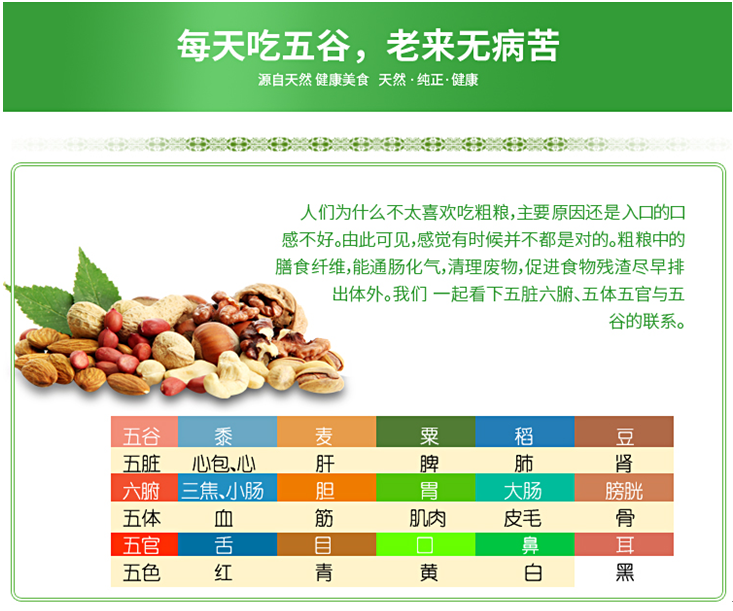 每天吃五谷，老来无病苦
源自天然 健康美食 天然·纯正·健康
人们为什么不太喜欢吃粗粮,主要原因还是入口的口
感不好。由此可见,感觉有时候并不都是对的。粗粮中的
膳食纤维,能通肠化气,清理废物,促进食物残渣尽早排
出体外。我们 一起看下五脏六腑、五体五官与五
谷的联系。
五谷 黍 麦 粟 稻 豆
五脏 心包、心 肝 脾 肺 肾
六腑 三焦、小肠 胆 胃 大肠 膀胱
五体 血 筋 肌肉 皮毛 骨
五官 舌 目 口 鼻 耳
五色 红 青 黄 白 黑